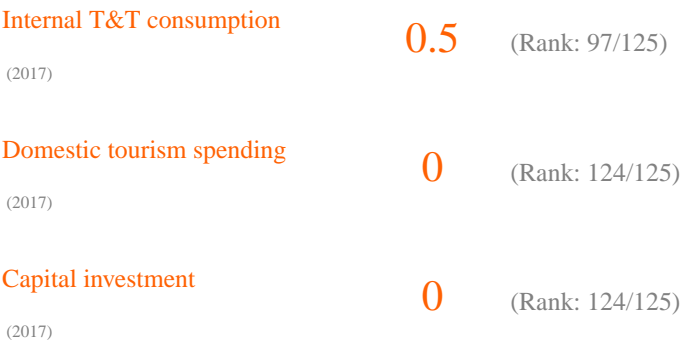 Internal T&T consumption 0.5 (Rank: 97/125)
(2017)
Domestic tourism spending 0 (Rank: 124/125)
(2017)
Capital investment 0 (Rank: 124/125)
(2017)